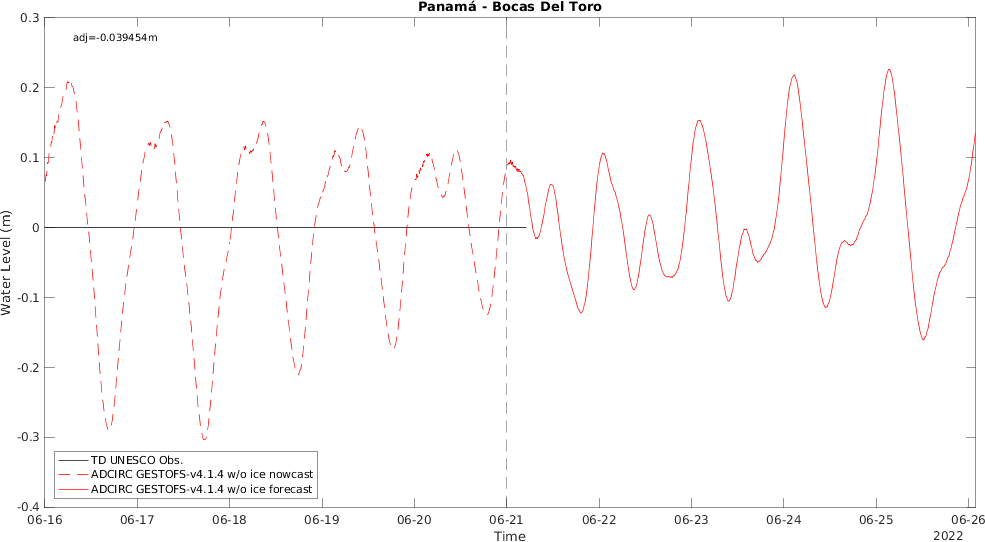 Panamá - Bocas Del Toro
adj=-0.039454m
0.3
0.2
0.1
0
-0.1
-0.2
-0.3
-0.4
Water Level (m)
TD UNESCO Obs.
ADCIRC GESTOFS-v4.1.4 w/o ice nowcast
ADCIRC GESTOFS-v4.1.4 w/o ice forecast
06-16 06-17 06-18 06-19 06-20 06-21 06-22 06-23 06-24 06-25 06-26
Time
2022